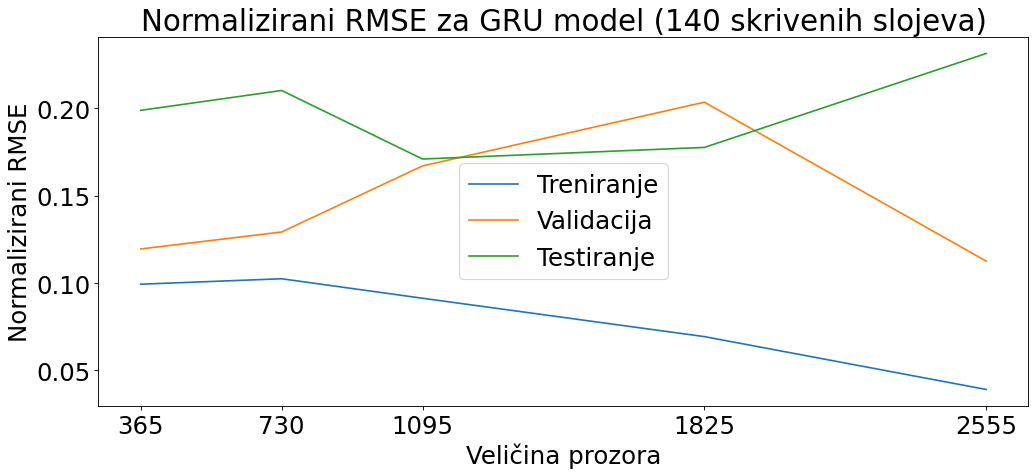 Normalizirani RMSE za GRU model (140 skrivenih slojeva)
Normalizirani RMSE
0.20
0.15
0.10
0.05
Treniranje
Validacija
Testiranje
365 730 1095 1825 2555
Veličina prozora